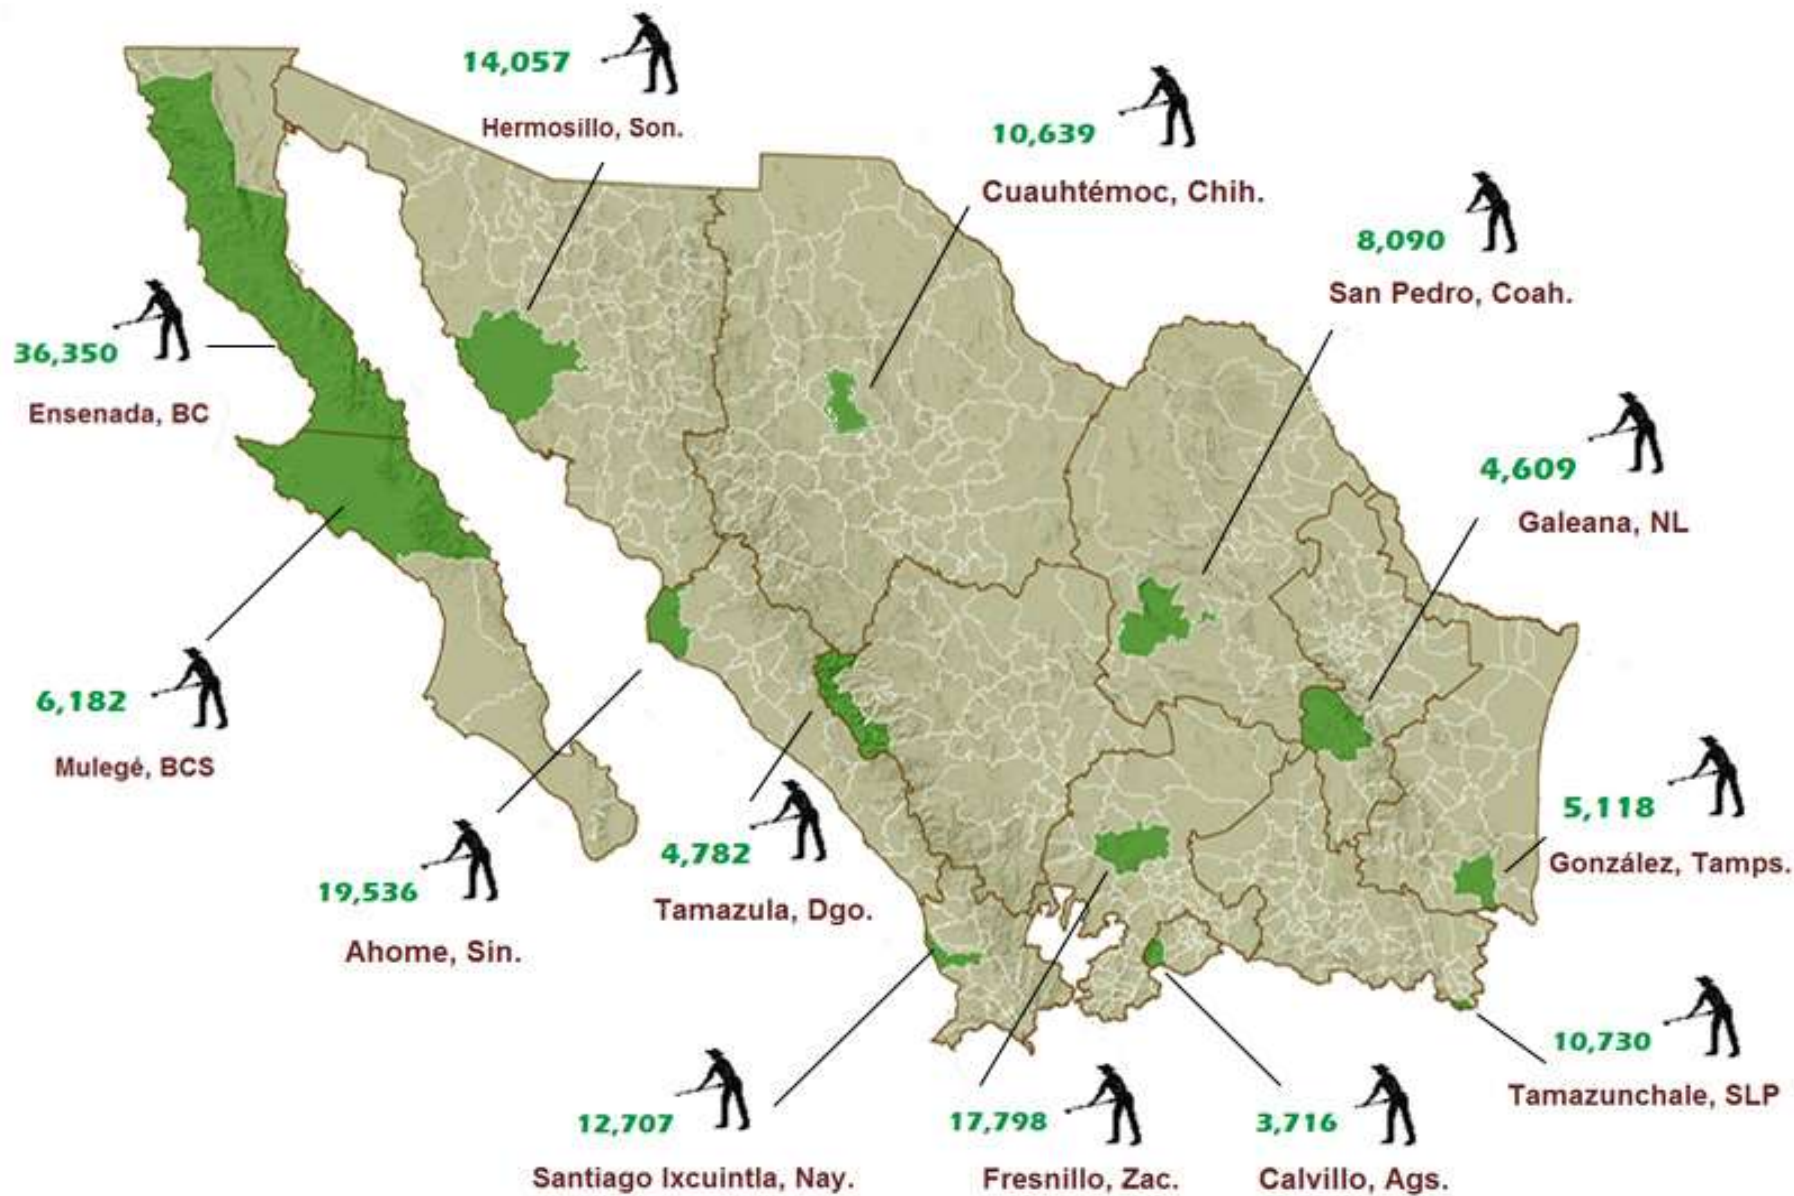 14,057
Hermosillo, Son.
10,639
Cuauhtémoc, Chih.
8,090
San Pedro, Coah.
36,350
Ensenada, BC
4,609
Galeana, NL
6,182
Mulegé, BCS
5,118
González, Tamps.
19,536
Ahome, Sin.
4,782
Tamazula, Dgo.
10,730
Tamazunchale, SLP
12,707
Santiago Ixcuintla, Nay.
17,798
Fresnillo, Zac.
3,716
Calvillo, Ags.